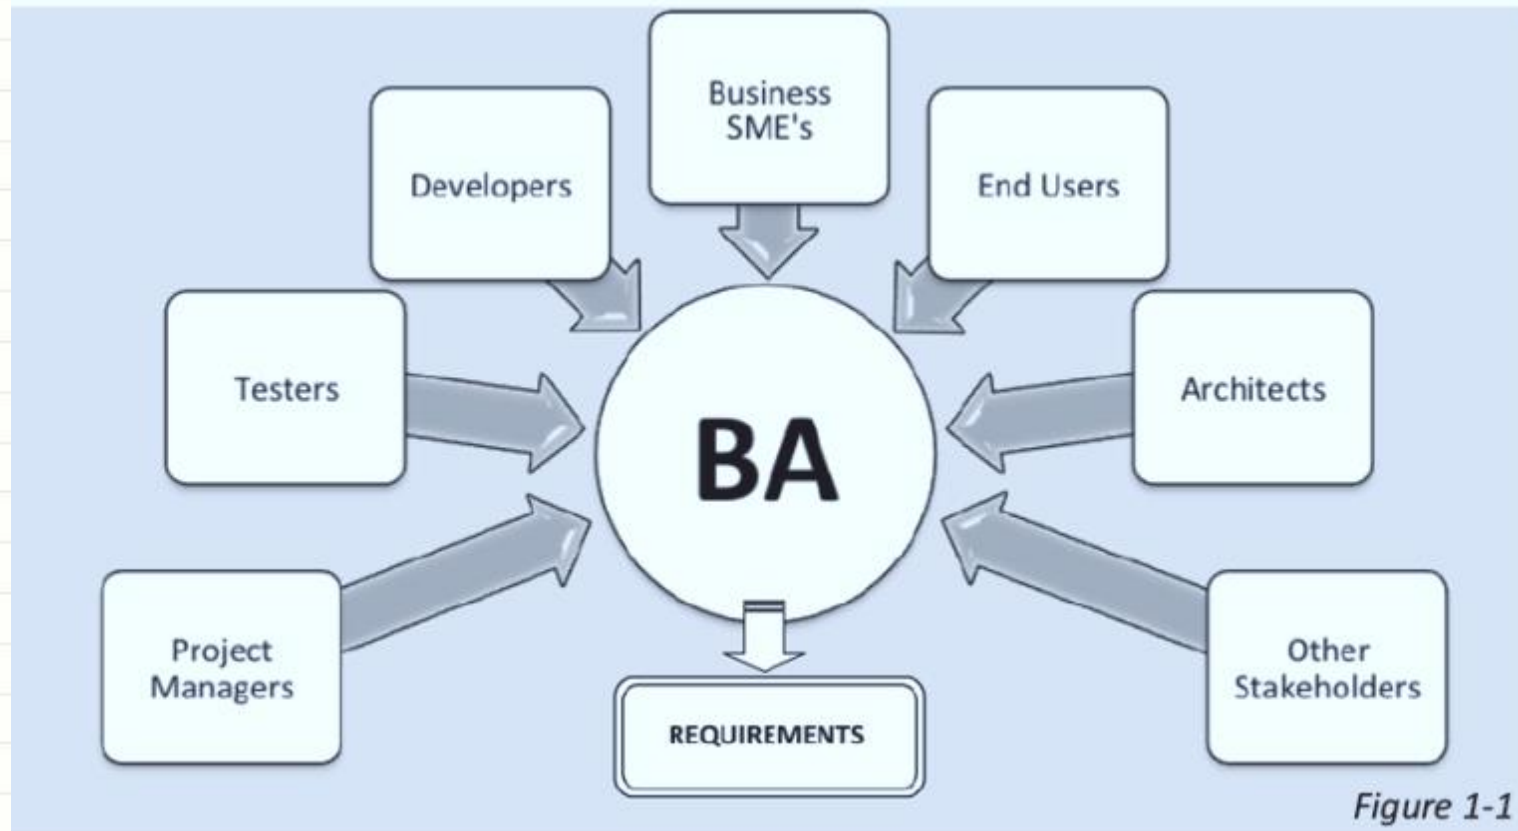 Business
SME's
Developers
End Users
Testers
BA
Architects
Project
Managers
Other
Stakeholders
REQUIREMENTS
Figure 1-1